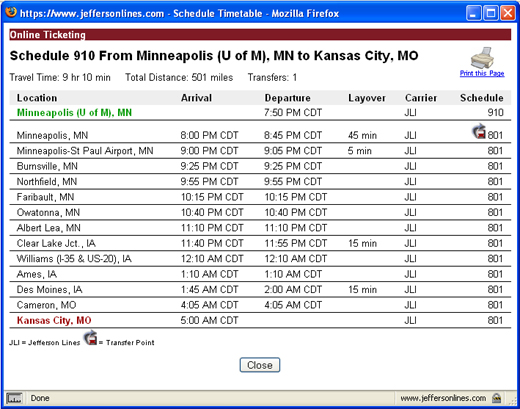 https://www.jeffersonlines.com - Schedule Timetable - Mozilla Firefox
Online Ticketing
Schedule 910 From Minneapolis (U of M), MN to Kansas City, MO
Print this Page
Travel Time: 9 hr 10 min Total Distance: 501 miles Transfers: 1
Location Arrival Departure Layover Carrier Schedule
Minneapolis (U of M), MN 7:50 PM CDT JLI 910
Minneapolis, MN 8:00 PM CDT 8:45 PM CDT 45 min JLI 801
Minneapolis-St Paul Airport, MN 9:00 PM CDT 9:05 PM CDT 5 min JLI 801
Burnsville, MN 9:25 PM CDT 9:25 PM CDT JLI 801
Northfield, MN 9:55 PM CDT 9:55 PM CDT JLI 801
Faribault, MN 10:15 PM CDT 10:15 PM CDT JLI 801
Owatonna, MN 10:40 PM CDT 10:40 PM CDT JLI 801
Albert Lea, MN 11:10 PM CDT 11:10 PM CDT JLI 801
Clear Lake Jct., IA 11:40 PM CDT 11:55 PM CDT 15 min JLI 801
Williams (I-35 & US-20), IA 12:10 AM CDT 12:10 AM CDT JLI 801
Ames, IA 1:10 AM CDT 1:10 AM CDT JLI 801
Des Moines, IA 1:45 AM CDT 2:00 AM CDT 15 min JLI 801
Cameron, MO 4:05 AM CDT 4:05 AM CDT JLI 801
Kansas City, MO 5:00 AM CDT JLI 801
JLI = Jefferson Lines = Transfer Point
Close
Done www.jeffersonlines.com